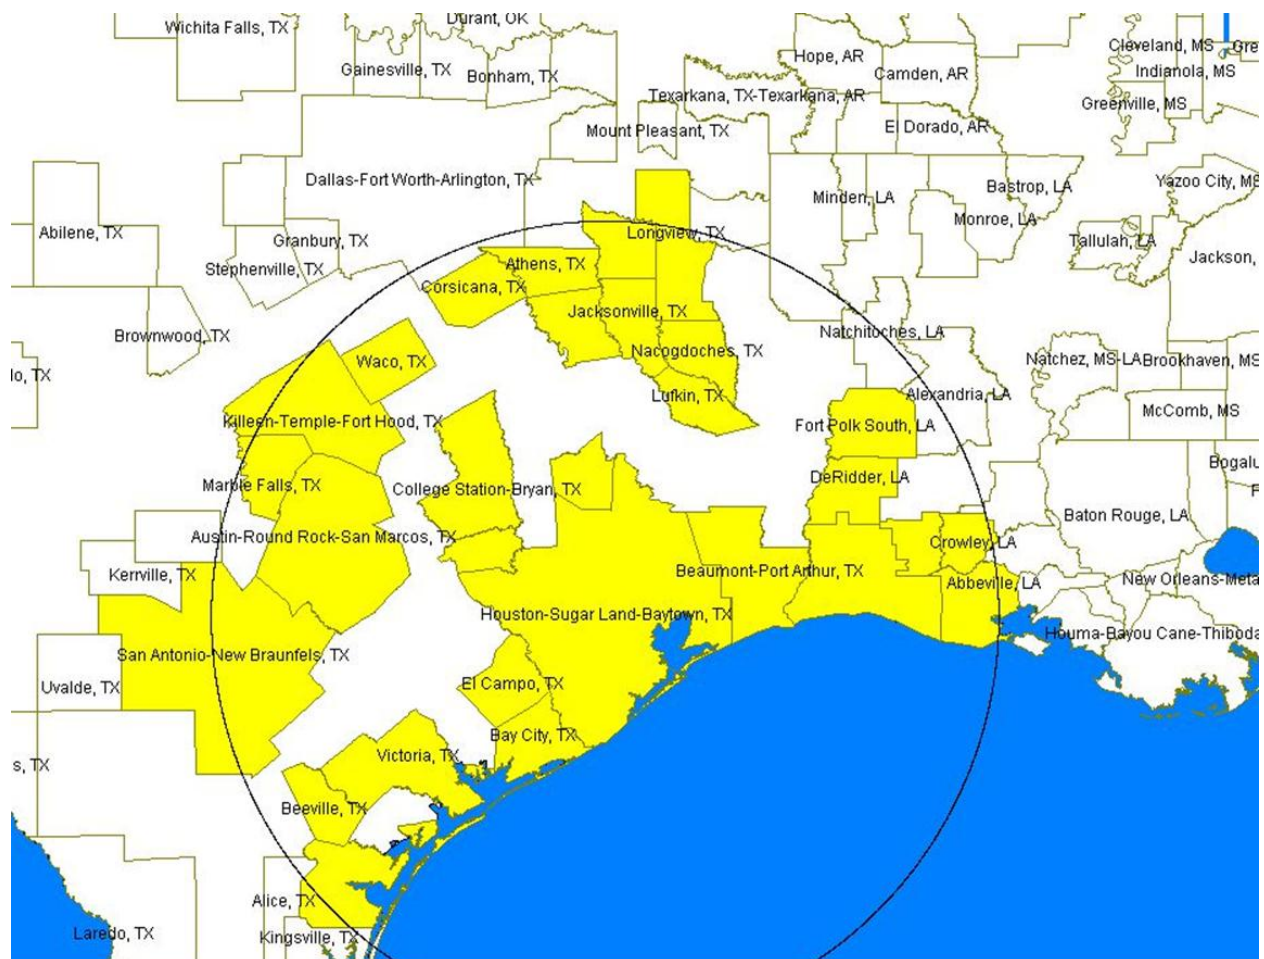 Durant, OK
Wichita Falls, TX
Cleveland, MS
Gre
Hope, AR
Gainesville, TX
Bonham, TX
Camden, AR
Indianola, MS
Texarkana, TX-Texarkana, AR
Greenville, MS
Mount Pleasant, TX
El Dorado, AR
Dallas-Fort Worth-Arlington, TX
Minden, LA
Bastrop, LA
Yazoo City, MS
Monroe, LA
Abilene, TX
Granbury, TX
Longview, TX
Tallulah, LA
Stephenville, TX
Athens, TX
Jackson,
Corsicana, TX
Jacksonville, TX
Brownwood, TX
Natchitoches, LA
Waco, TX
Nacogdoches, TX
Natchez, MS-LA
Brookhaven, MS
lo, TX
Lufkin, TX
Alexandria, LA
McComb, MS
Killeen-Temple-Fort Hood, TX
Fort Polk South, LA
Bogalu
Marble Falls, TX
College Station-Bryan, TX
DeRidder, LA
F
Baton Rouge, LA
Austin-Round Rock-San Marcos, TX
Crowley, LA
Kerrville, TX
Beaumont-Port Arthur, TX
Abbeville, LA
New Orleans-Meta
Houston-Sugar Land-Baytown, TX
Houma-Bayou Cane-Thiboda
San Antonio-New Braunfels, TX
Uvalde, TX
El Campo, TX
Bay City, TX
Victoria, TX
s, TX
Beeville, TX
Alice, TX
Laredo, TX
Kingsville, TX